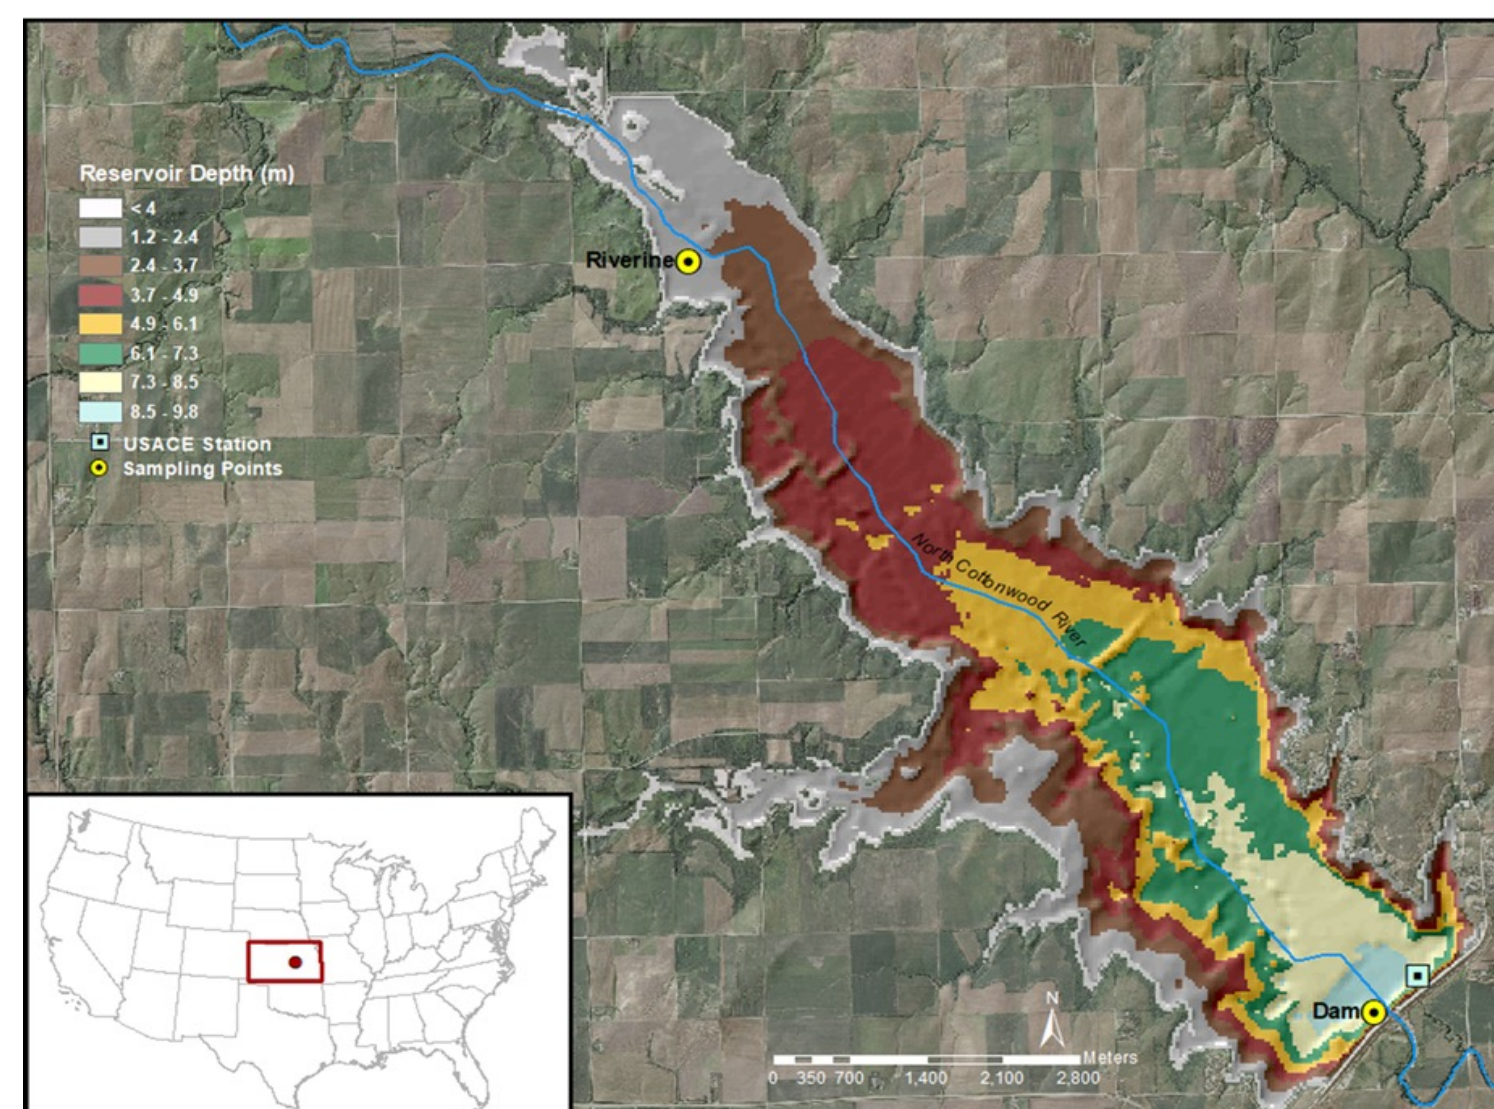 Reservoir Depth (m)
< 4
1.2 - 2.4
2.4 - 3.7
3.7 - 4.9
4.9 - 6.1
6.1 - 7.3
7.3 - 8.5
8.5 - 9.8
USACE Station
Sampling Points
Riverine
North Cottonwood River
Dam
N
Meters
0 350 700 1,400 2,100 2,800